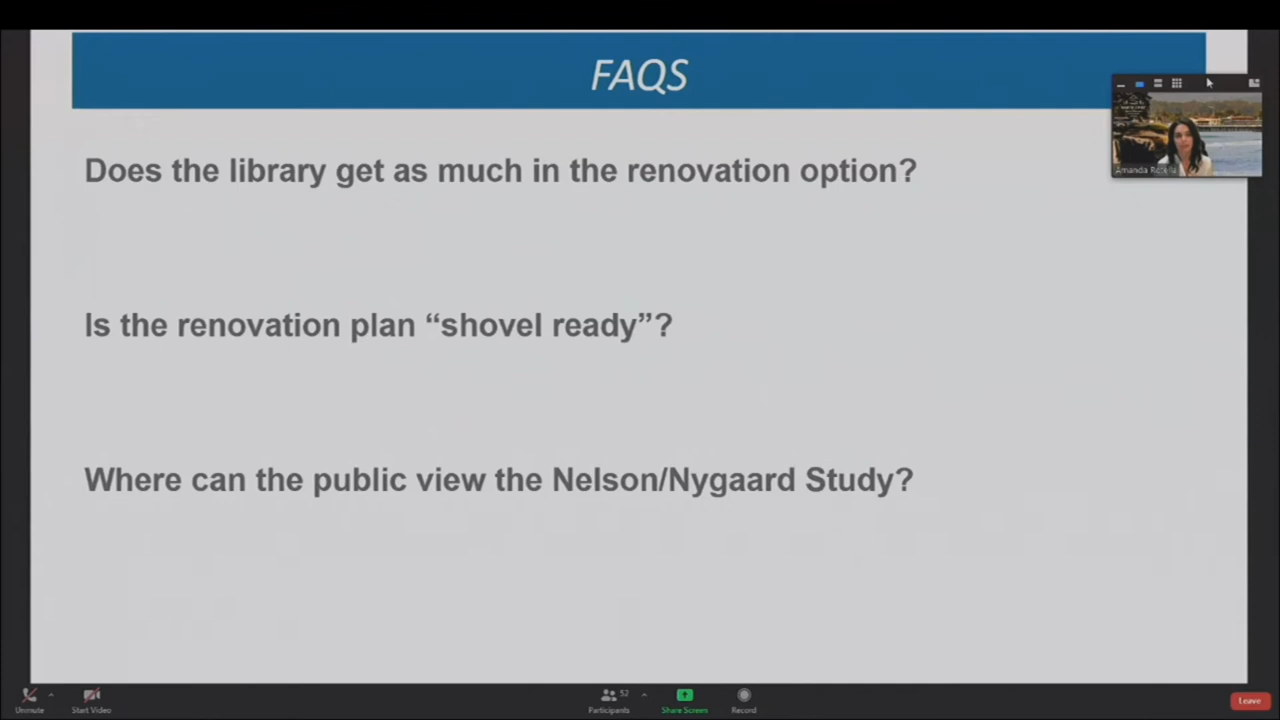 FAQS
Does the library get as much in the renovation option?
Is the renovation plan “shovel ready”?
Where can the public view the Nelson/Nygaard Study?
Amanda
Unmute
Start Video
52
Participants
Share Screen
Record
Leave